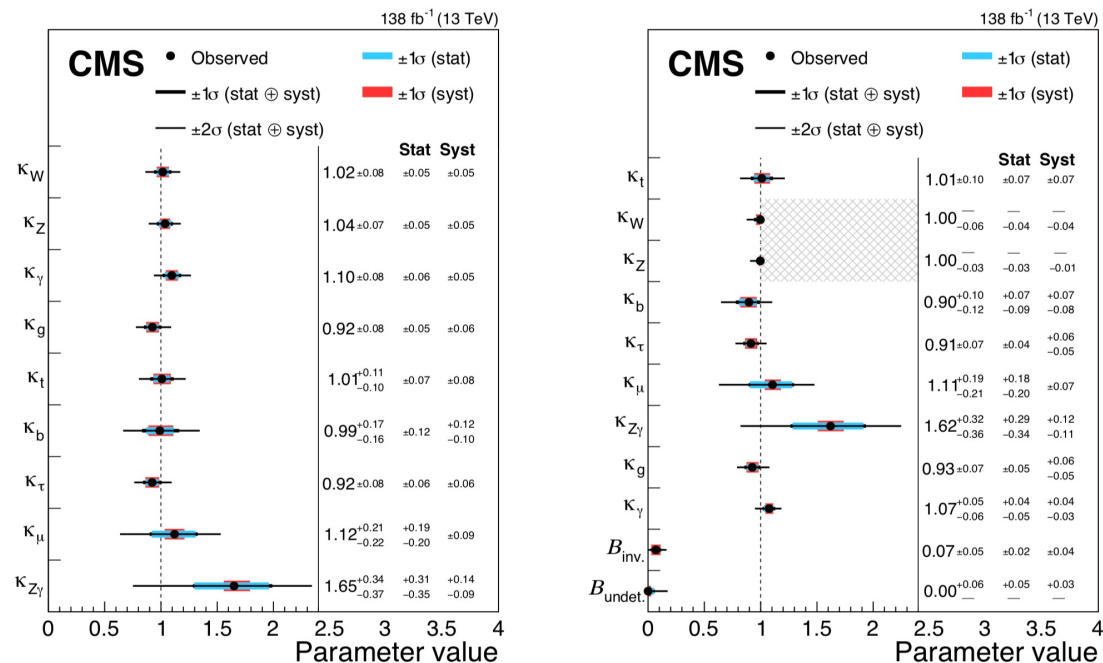 138 fb⁻¹ (13 TeV)
CMS
Observed
±1σ (stat)
±1σ (stat ⊕ syst)
±1σ (syst)
±2σ (stat ⊕ syst)
Stat Syst
κW 1.02 ±0.08 ±0.05 ±0.05
κZ 1.04 ±0.07 ±0.05 ±0.05
κγ 1.10 ±0.08 ±0.06 ±0.05
κg 0.92 ±0.08 ±0.05 ±0.06
κt 1.01 +0.11 −0.10 ±0.07 ±0.08
κb 0.99 +0.17 −0.16 ±0.12 +0.12 −0.10
κτ 0.92 ±0.08 ±0.06 ±0.06
κμ 1.12 +0.21 −0.22 +0.19 −0.20 ±0.09
κZγ 1.65 +0.34 −0.37 +0.31 −0.35 +0.14 −0.09
0 0.5 1 1.5 2 2.5 3 3.5 4
Parameter value
138 fb⁻¹ (13 TeV)
CMS
Observed
±1σ (stat)
±1σ (stat ⊕ syst)
±1σ (syst)
±2σ (stat ⊕ syst)
Stat Syst
κt 1.01 ±0.10 ±0.07 ±0.07
κW 1.00 — −0.06 — −0.04 — −0.04
κZ 1.00 — −0.03 — −0.03 — −0.01
κb 0.90 +0.10 −0.12 +0.07 −0.09 +0.07 −0.08
κτ 0.91 ±0.07 ±0.04 +0.06 −0.05
κμ 1.11 +0.19 −0.21 +0.18 −0.20 ±0.07
κZγ 1.62 +0.32 −0.36 +0.29 −0.34 +0.12 −0.11
κg 0.93 ±0.07 ±0.05 +0.06 −0.05
κγ 1.07 +0.05 −0.06 +0.04 −0.05 +0.04 −0.03
Binv. 0.07 ±0.05 ±0.02 ±0.04
Bundet. 0.00 +0.06 — +0.05 — +0.03 —
0 0.5 1 1.5 2 2.5 3 3.5 4
Parameter value